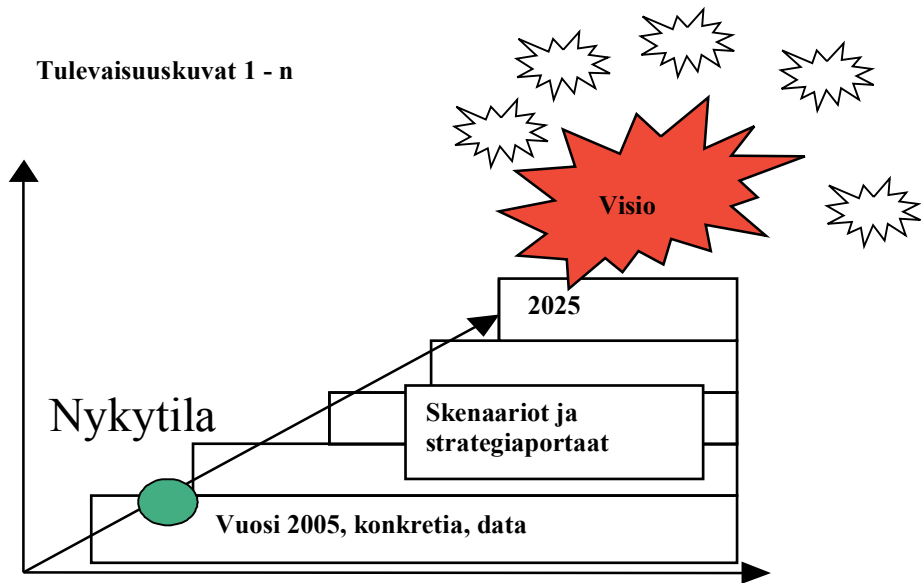 Tulevaisuuskuvat 1 - n
Visio
2025
Nykytila
Skenaariot ja
strategiaportaat
Vuosi 2005, konkretia, data